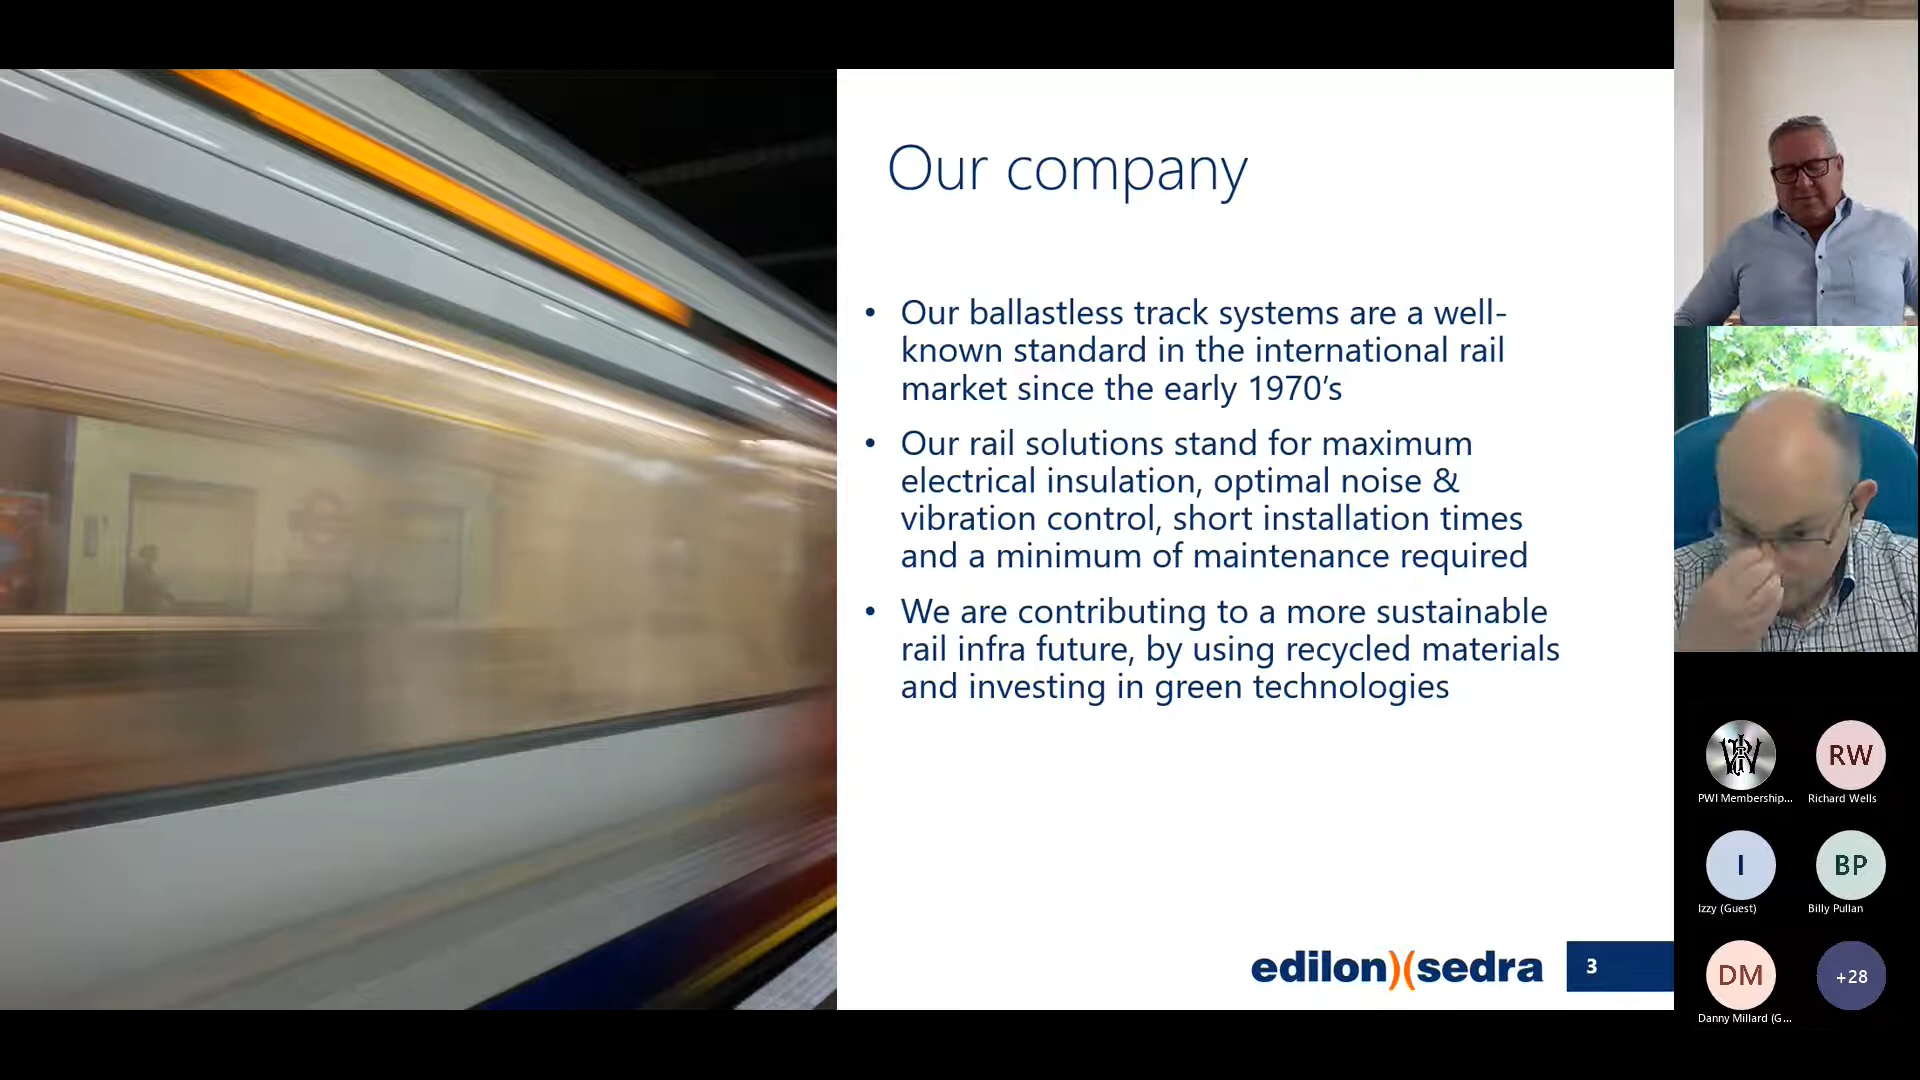 Our company
• Our ballastless track systems are a well-
known standard in the international rail
market since the early 1970’s
• Our rail solutions stand for maximum
electrical insulation, optimal noise &
vibration control, short installation times
and a minimum of maintenance required
• We are contributing to a more sustainable
rail infra future, by using recycled materials
and investing in green technologies
edilon)(sedra
3
PWI Membership...
RW
Richard Wells
I
Izzy (Guest)
BP
Billy Pullan
DM
Danny Millard (G...
+28